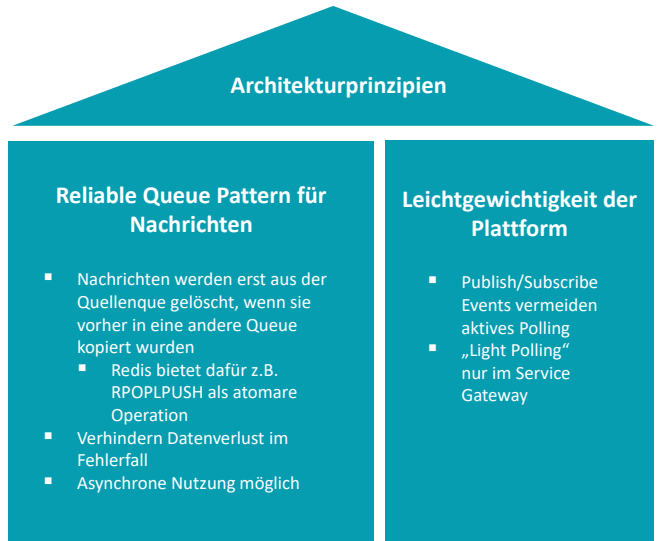 Architekturprinzipien
Reliable Queue Pattern für
Nachrichten
▪ Nachrichten werden erst aus der
Quellenque gelöscht, wenn sie
vorher in eine andere Queue
kopiert wurden
▪ Redis bietet dafür z.B.
RPOPLPUSH als atomare
Operation
▪ Verhindern Datenverlust im
Fehlerfall
▪ Asynchrone Nutzung möglich
Leichtgewichtigkeit der
Plattform
▪ Publish/Subscribe
Events vermeiden
aktives Polling
▪ „Light Polling“
nur im Service
Gateway